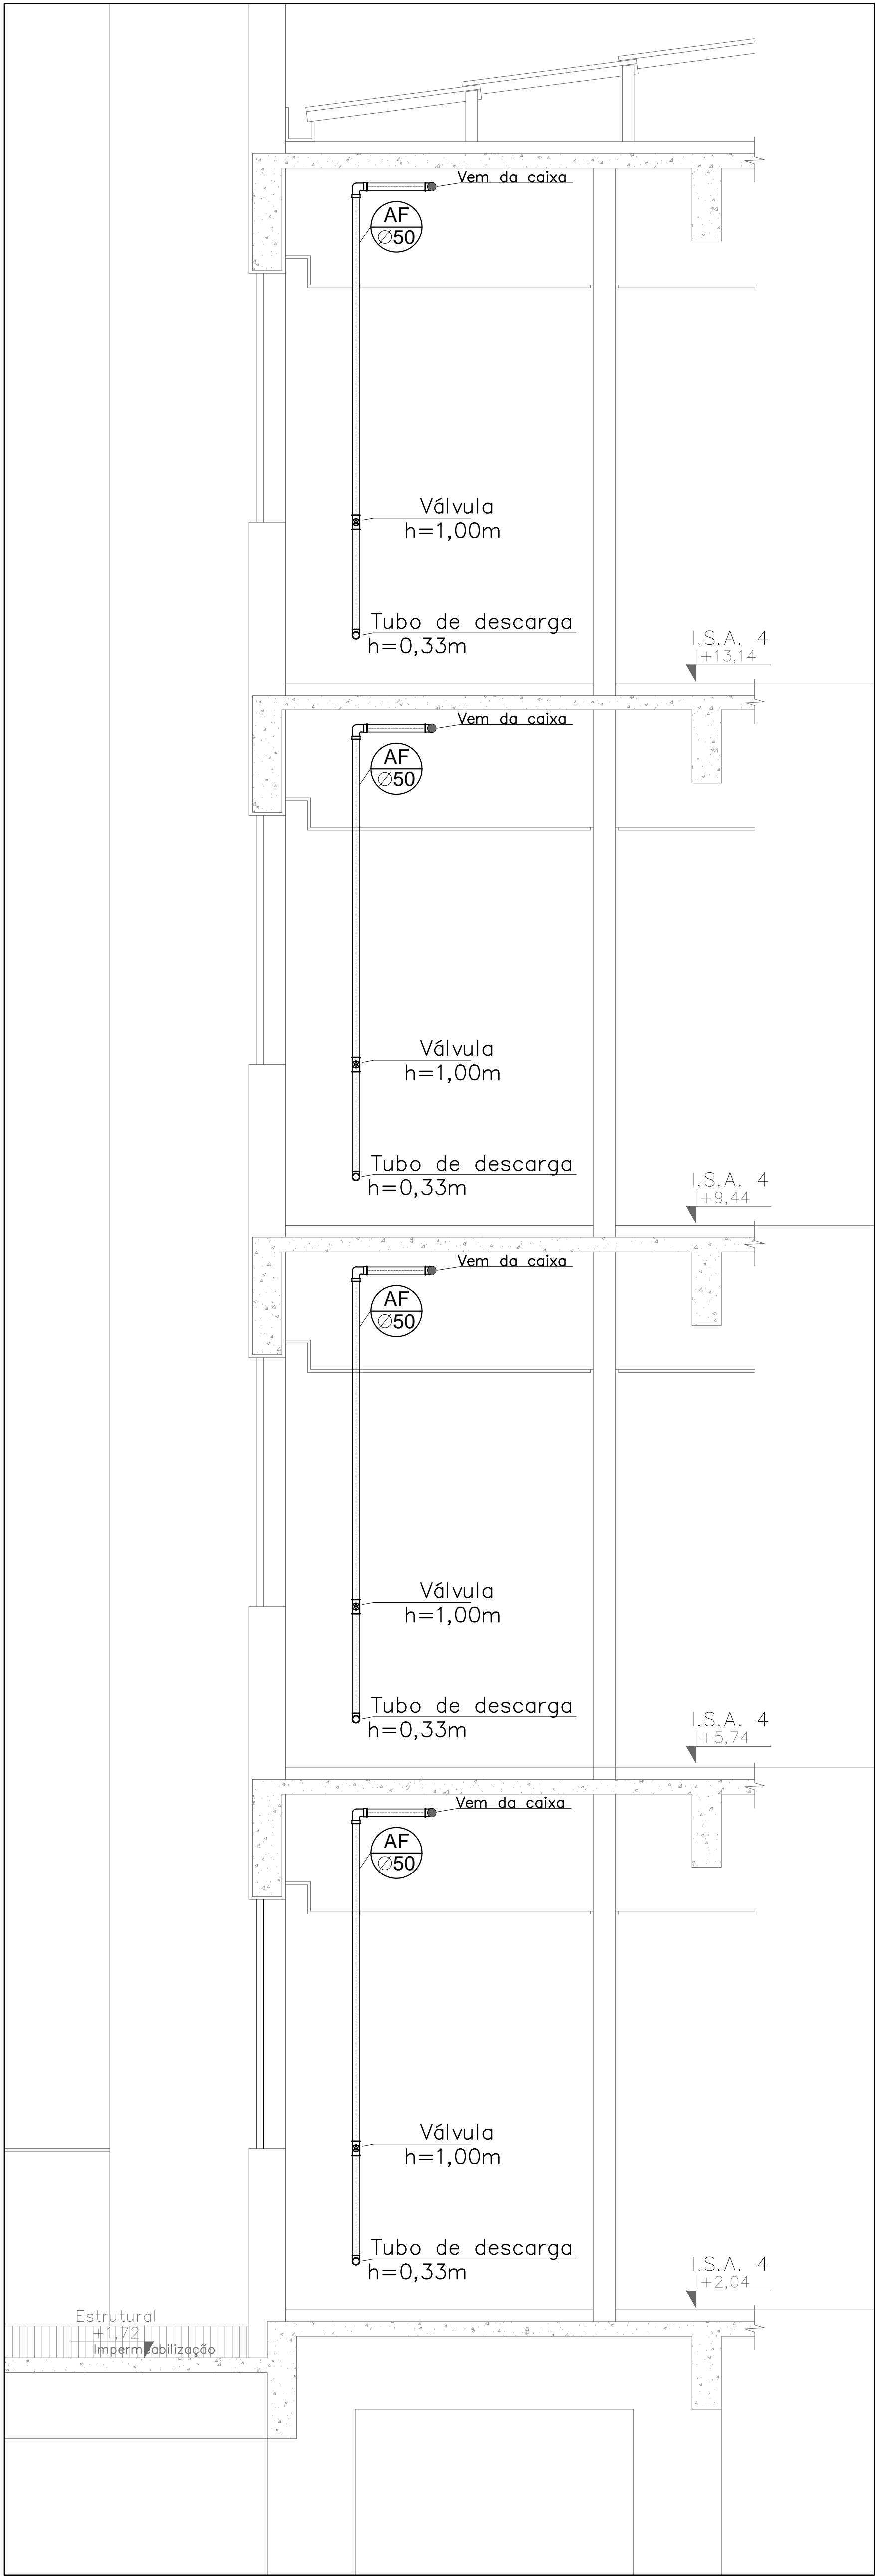 Vem da caixa
AF
∅50
Válvula
h=1,00m
Tubo de descarga
h=0,33m
I.S.A. 4
+13,14
Vem da caixa
AF
∅50
Válvula
h=1,00m
Tubo de descarga
h=0,33m
I.S.A. 4
+9,44
Vem da caixa
AF
∅50
Válvula
h=1,00m
Tubo de descarga
h=0,33m
I.S.A. 4
+5,74
Vem da caixa
AF
∅50
Válvula
h=1,00m
Tubo de descarga
h=0,33m
I.S.A. 4
+2,04
Estrutural
+1,72
Impermeabilização